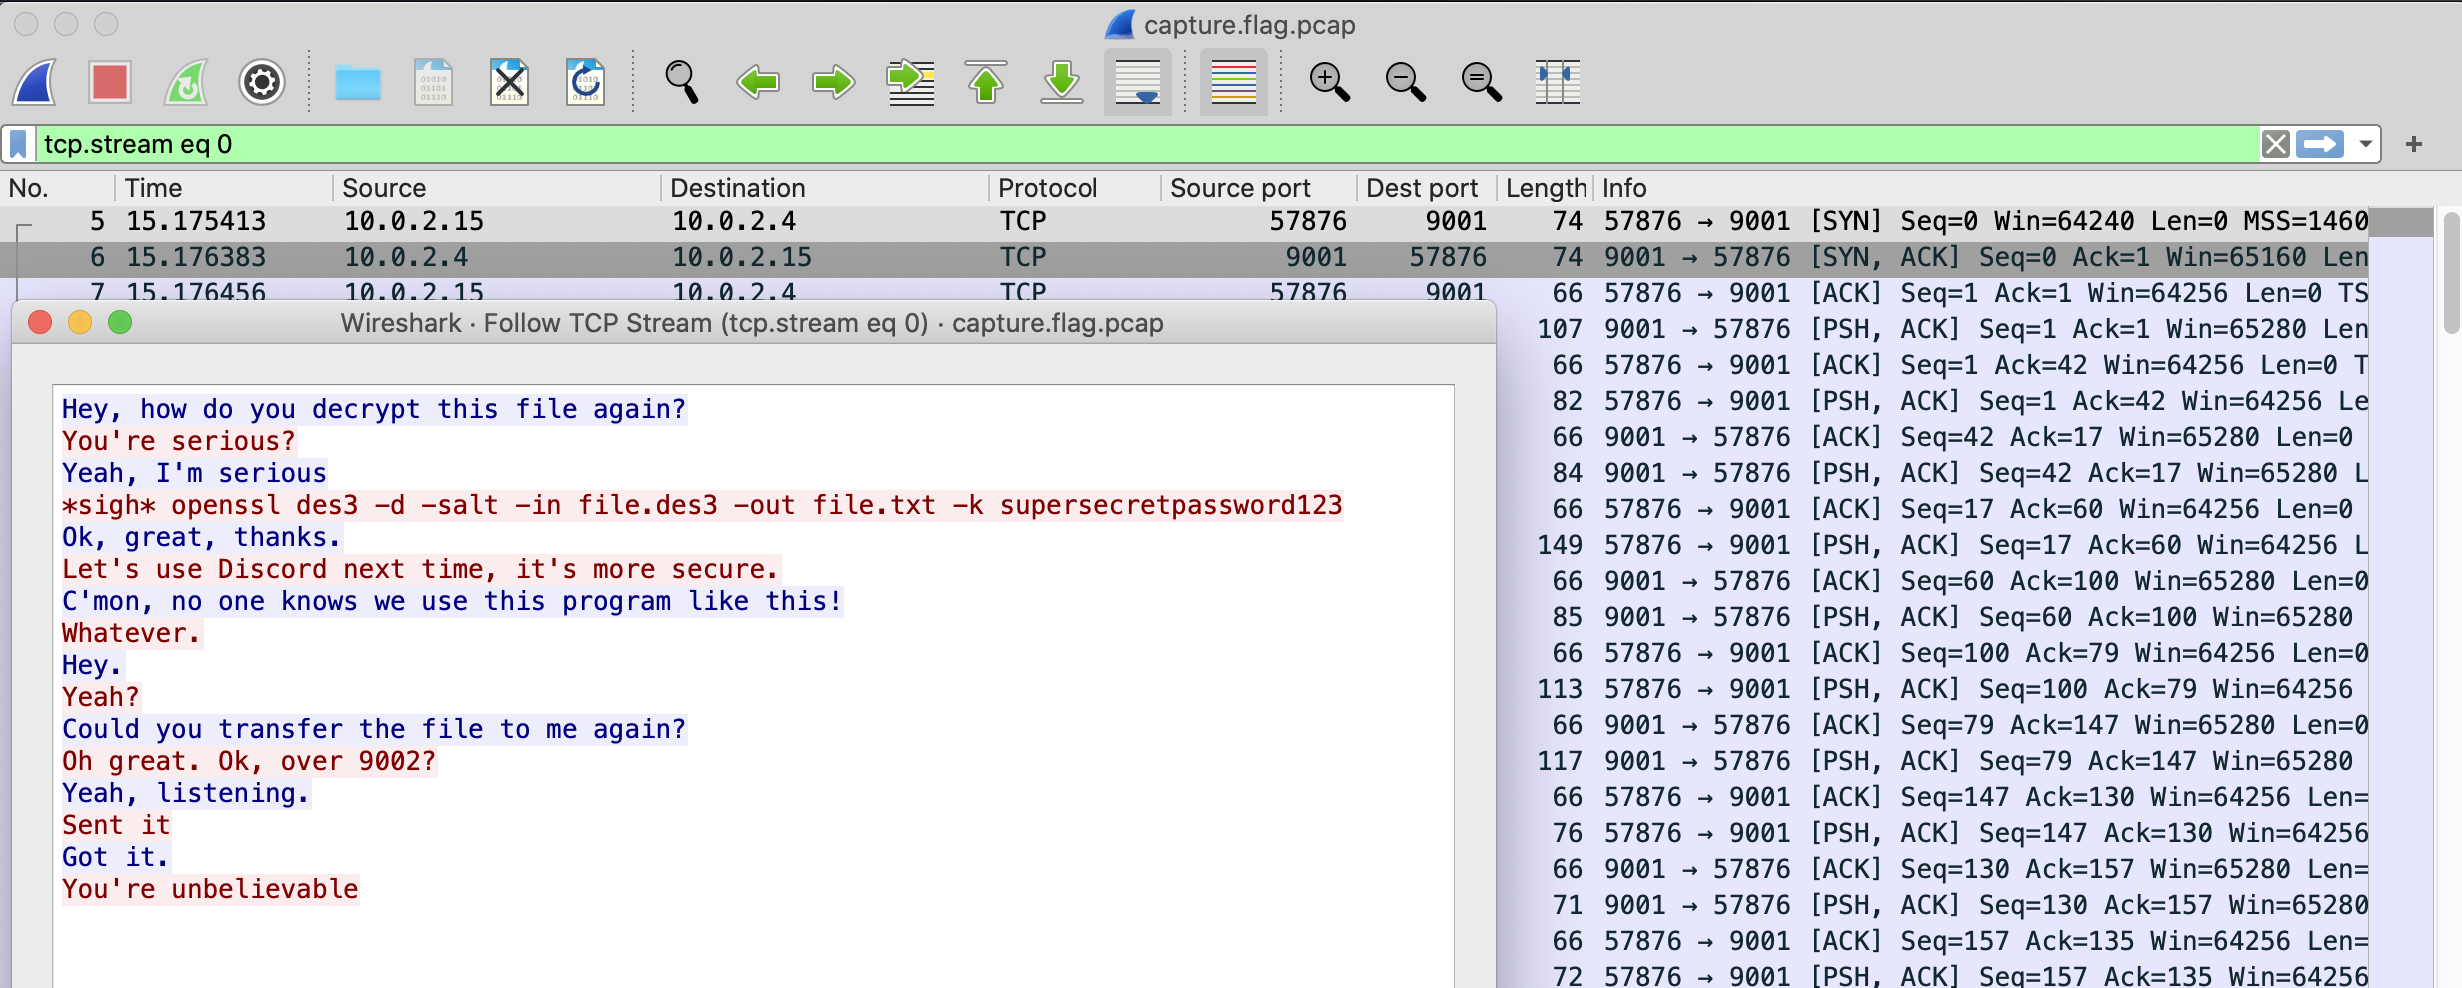 capture.flag.pcap
tcp.stream eq 0
No. Time Source Destination Protocol Source port Dest port Length Info
5 15.175413 10.0.2.15 10.0.2.4 TCP 57876 9001 74 57876 → 9001 [SYN] Seq=0 Win=64240 Len=0 MSS=1460
6 15.176383 10.0.2.4 10.0.2.15 TCP 9001 57876 74 9001 → 57876 [SYN, ACK] Seq=0 Ack=1 Win=65160 Len
7 15.176456 10.0.2.15 10.0.2.4 TCP 57876 9001 66 57876 → 9001 [ACK] Seq=1 Ack=1 Win=64256 Len=0 TS
107 9001 → 57876 [PSH, ACK] Seq=1 Ack=1 Win=65280 Len
66 57876 → 9001 [ACK] Seq=1 Ack=42 Win=64256 Len=0 T
82 57876 → 9001 [PSH, ACK] Seq=1 Ack=42 Win=64256 Le
66 9001 → 57876 [ACK] Seq=42 Ack=17 Win=65280 Len=0
84 9001 → 57876 [PSH, ACK] Seq=42 Ack=17 Win=65280 L
66 57876 → 9001 [ACK] Seq=17 Ack=60 Win=64256 Len=0
149 57876 → 9001 [PSH, ACK] Seq=17 Ack=60 Win=64256 L
66 9001 → 57876 [ACK] Seq=60 Ack=100 Win=65280 Len=0
85 9001 → 57876 [PSH, ACK] Seq=60 Ack=100 Win=65280
66 57876 → 9001 [ACK] Seq=100 Ack=79 Win=64256 Len=0
113 57876 → 9001 [PSH, ACK] Seq=100 Ack=79 Win=64256
66 9001 → 57876 [ACK] Seq=79 Ack=147 Win=65280 Len=0
117 9001 → 57876 [PSH, ACK] Seq=79 Ack=147 Win=65280
66 57876 → 9001 [ACK] Seq=147 Ack=130 Win=64256 Len=
76 57876 → 9001 [PSH, ACK] Seq=147 Ack=130 Win=64256
66 9001 → 57876 [ACK] Seq=130 Ack=157 Win=65280 Len=
71 9001 → 57876 [PSH, ACK] Seq=130 Ack=157 Win=65280
66 57876 → 9001 [ACK] Seq=157 Ack=135 Win=64256 Len=
72 57876 → 9001 [PSH, ACK] Seq=157 Ack=135 Win=64256
Wireshark · Follow TCP Stream (tcp.stream eq 0) · capture.flag.pcap
Hey, how do you decrypt this file again?
You're serious?
Yeah, I'm serious
*sigh* openssl des3 -d -salt -in file.des3 -out file.txt -k supersecretpassword123
Ok, great, thanks.
Let's use Discord next time, it's more secure.
C'mon, no one knows we use this program like this!
Whatever.
Hey.
Yeah?
Could you transfer the file to me again?
Oh great. Ok, over 9002?
Yeah, listening.
Sent it
Got it.
You're unbelievable